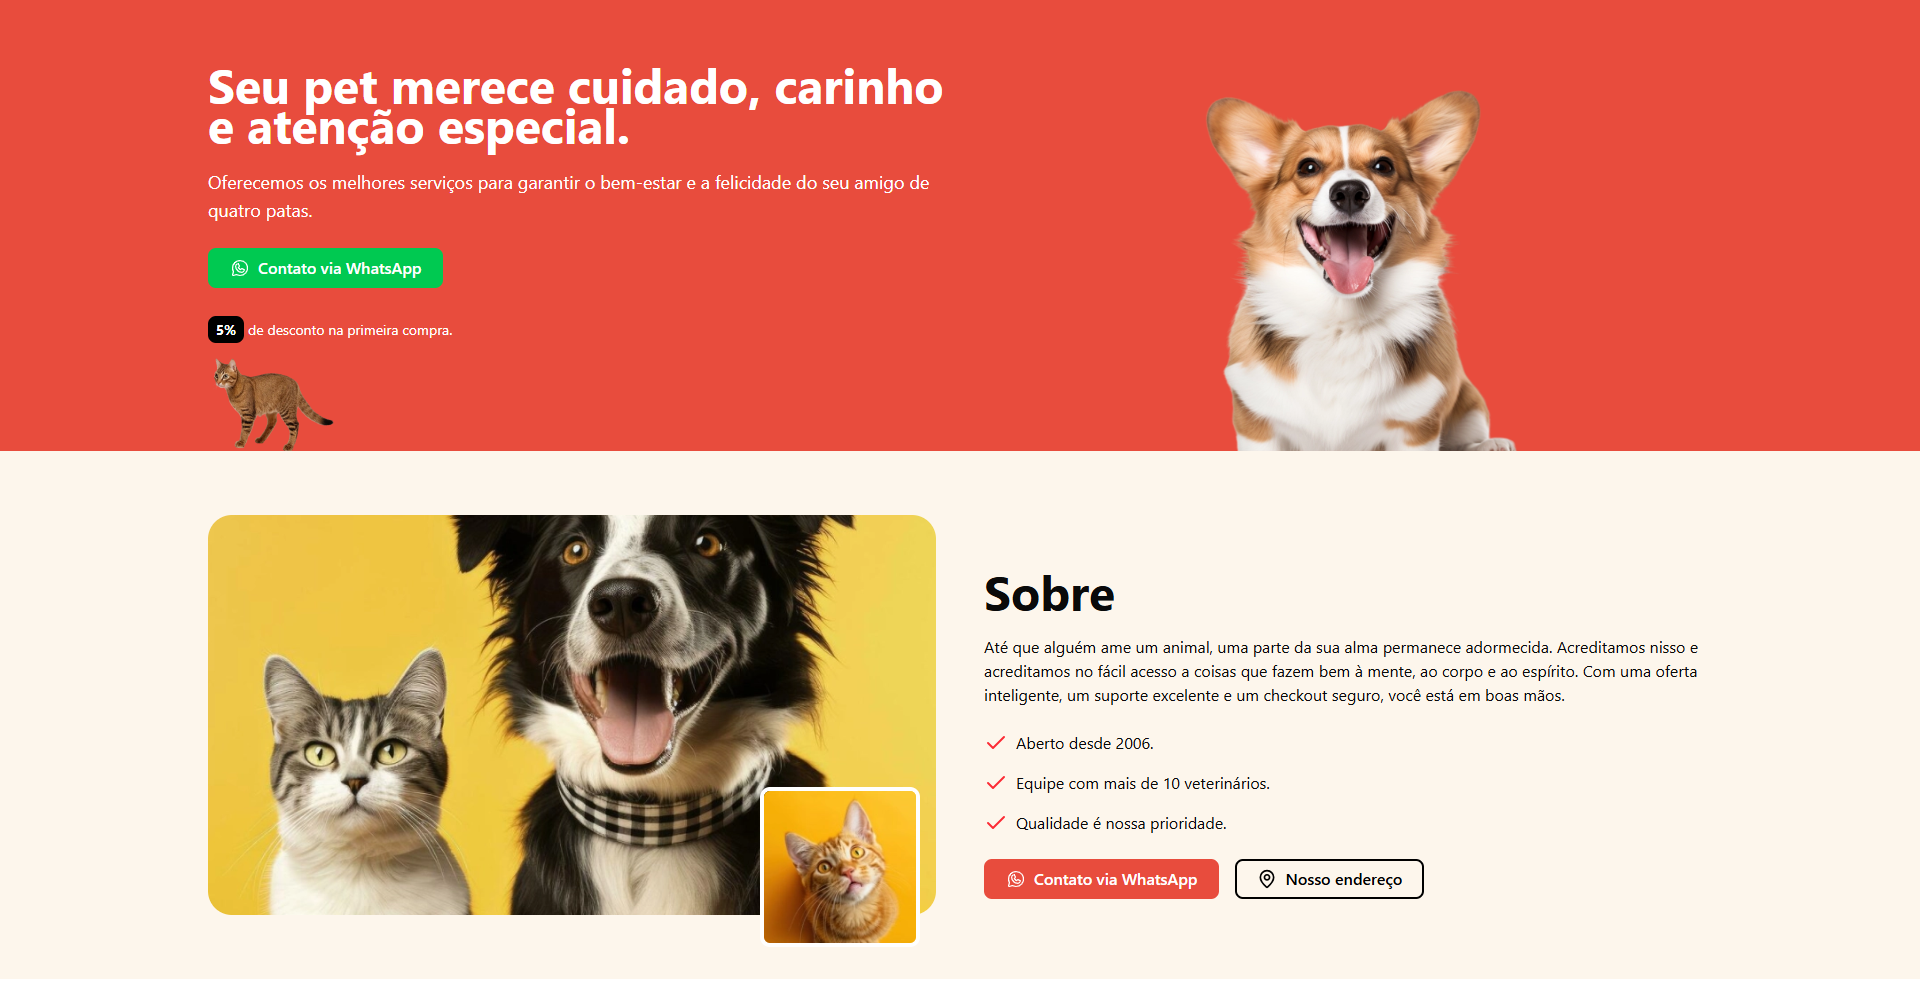 Seu pet merece cuidado, carinho
e atenção especial.
Oferecemos os melhores serviços para garantir o bem-estar e a felicidade do seu amigo de
quatro patas.
Contato via WhatsApp
5% de desconto na primeira compra.
Sobre
Até que alguém ame um animal, uma parte da sua alma permanece adormecida. Acreditamos nisso e
acreditamos no fácil acesso a coisas que fazem bem à mente, ao corpo e ao espírito. Com uma oferta
inteligente, um suporte excelente e um checkout seguro, você está em boas mãos.
Aberto desde 2006.
Equipe com mais de 10 veterinários.
Qualidade é nossa prioridade.
Contato via WhatsApp
Nosso endereço